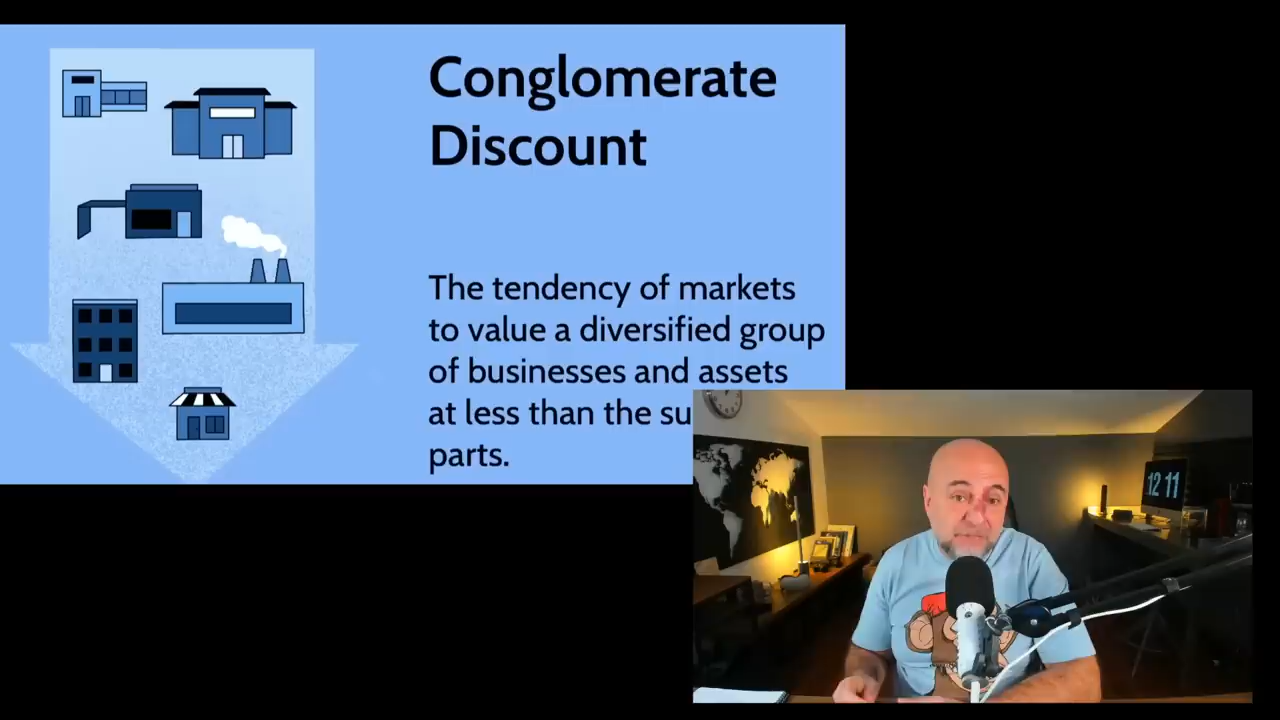 Conglomerate
Discount
The tendency of markets
to value a diversified group
of businesses and assets
at less than the
parts.
12 11